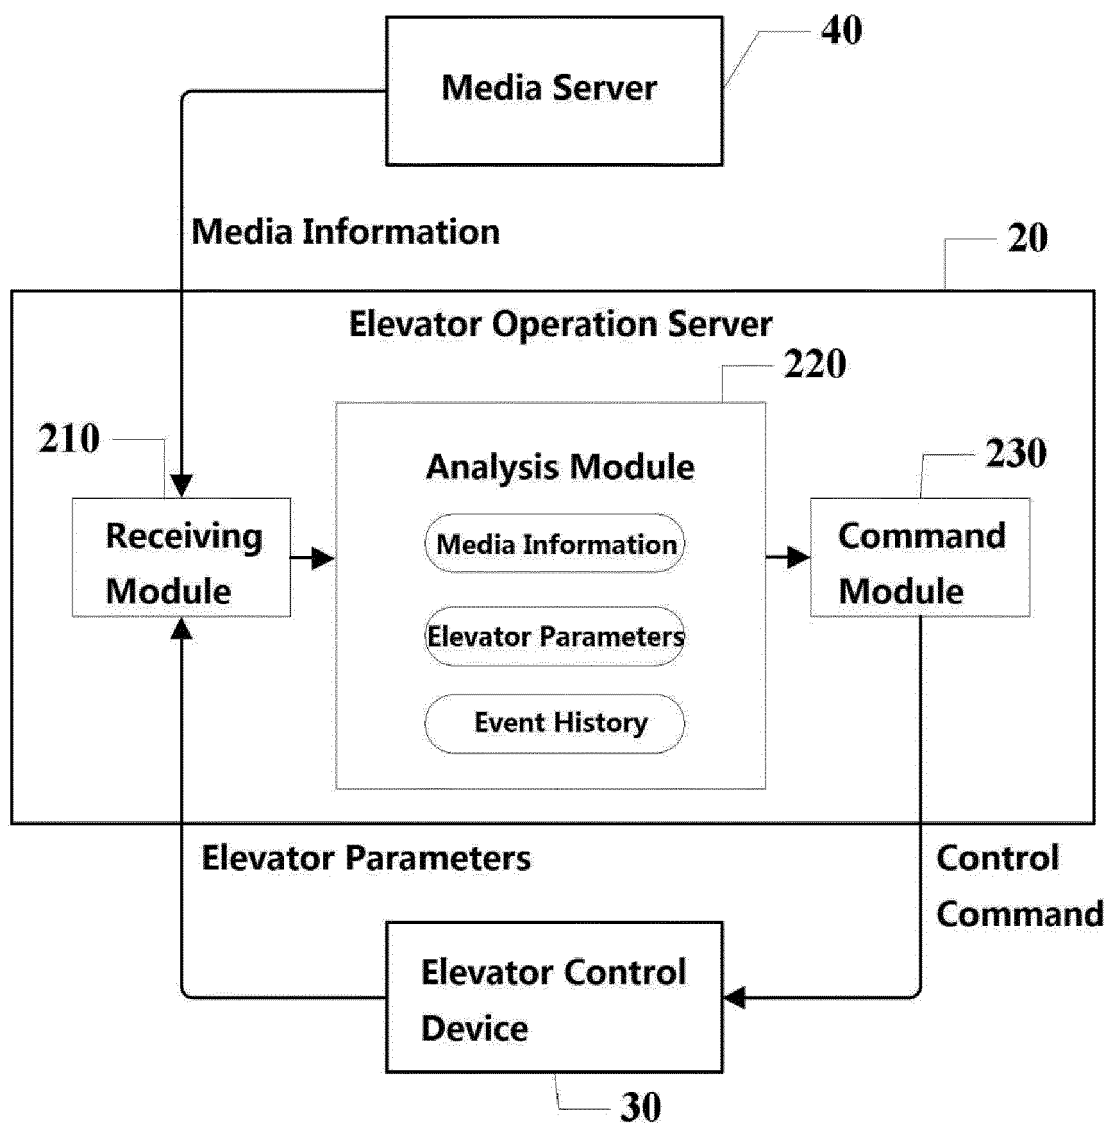 40
Media Server
Media Information
20
Elevator Operation Server
220
210
Analysis Module
230
Receiving
Module
Media Information
Command
Module
Elevator Parameters
Event History
Elevator Parameters
Control
Command
Elevator Control
Device
30